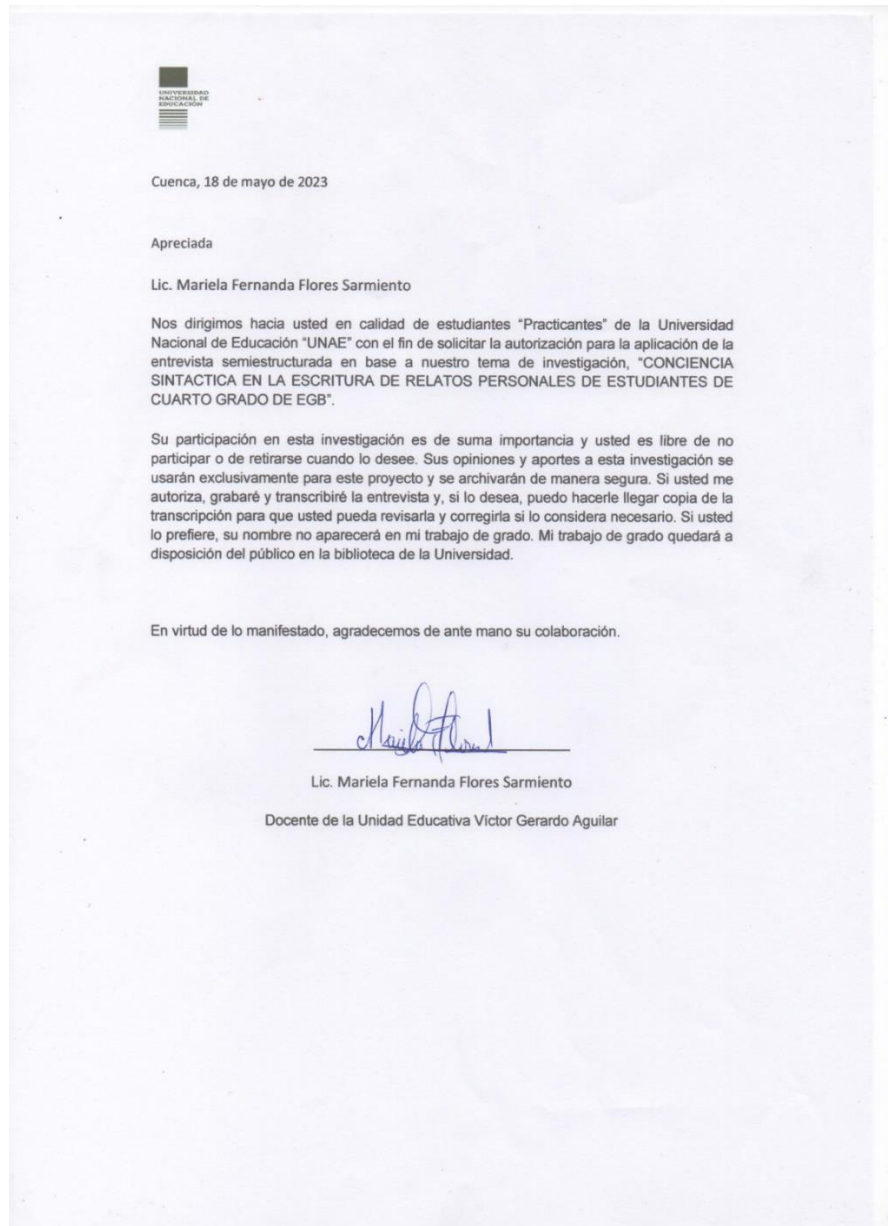 UNIVERSIDAD
NACIONAL DE
EDUCACIÓN
Cuenca, 18 de mayo de 2023
Apreciada
Lic. Mariela Fernanda Flores Sarmiento
Nos dirigimos hacia usted en calidad de estudiantes “Practicantes” de la Universidad
Nacional de Educación “UNAE” con el fin de solicitar la autorización para la aplicación de la
entrevista semiestructurada en base a nuestro tema de investigación, “CONCIENCIA
SINTACTICA EN LA ESCRITURA DE RELATOS PERSONALES DE ESTUDIANTES DE
CUARTO GRADO DE EGB”.
Su participación en esta investigación es de suma importancia y usted es libre de no
participar o de retirarse cuando lo desee. Sus opiniones y aportes a esta investigación se
usarán exclusivamente para este proyecto y se archivarán de manera segura. Si usted me
autoriza, grabaré y transcribiré la entrevista y, si lo desea, puedo hacerle llegar copia de la
transcripción para que usted pueda revisarla y corregirla si lo considera necesario. Si usted
lo prefiere, su nombre no aparecerá en mi trabajo de grado. Mi trabajo de grado quedará a
disposición del público en la biblioteca de la Universidad.
En virtud de lo manifestado, agradecemos de ante mano su colaboración.
Lic. Mariela Fernanda Flores Sarmiento
Docente de la Unidad Educativa Víctor Gerardo Aguilar